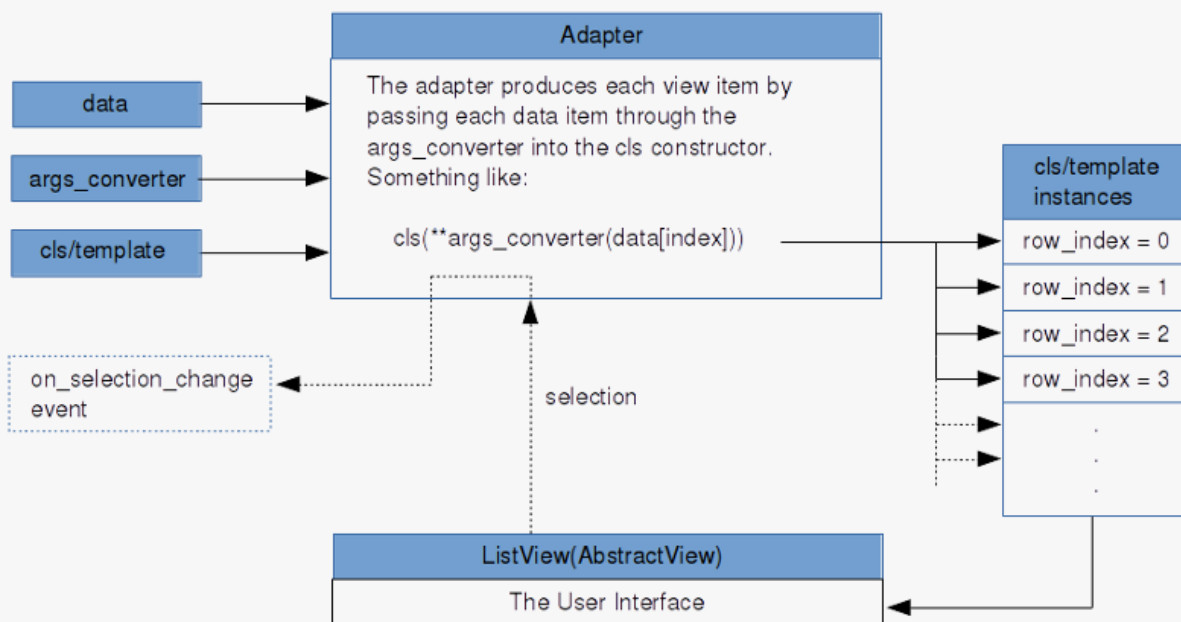 Adapter
The adapter produces each view item by
passing each data item through the
args_converter into the cls constructor.
Something like:
cls(**args_converter(data[index]))
data
args_converter
cls/template
on_selection_change
event
selection
cls/template
instances
row_index = 0
row_index = 1
row_index = 2
row_index = 3
.
.
.
ListView(AbstractView)
The User Interface